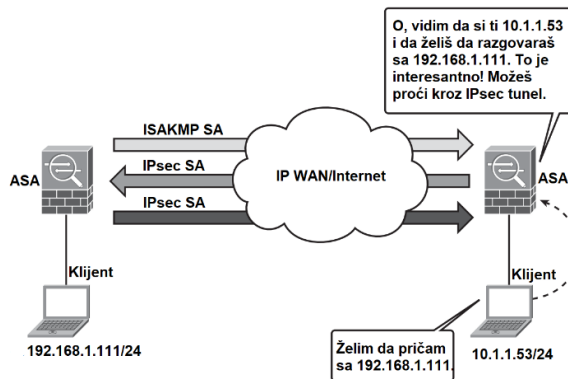 O, vidim da si ti 10.1.1.53
i da želiš da razgovaraš
sa 192.168.1.111. To je
interesantno! Možeš
proći kroz IPsec tunel.
ISAKMP SA
IPsec SA
IPsec SA
IP WAN/Internet
ASA
ASA
Klijent
Klijent
192.168.1.111/24
Želim da pričam
sa 192.168.1.111.
10.1.1.53/24